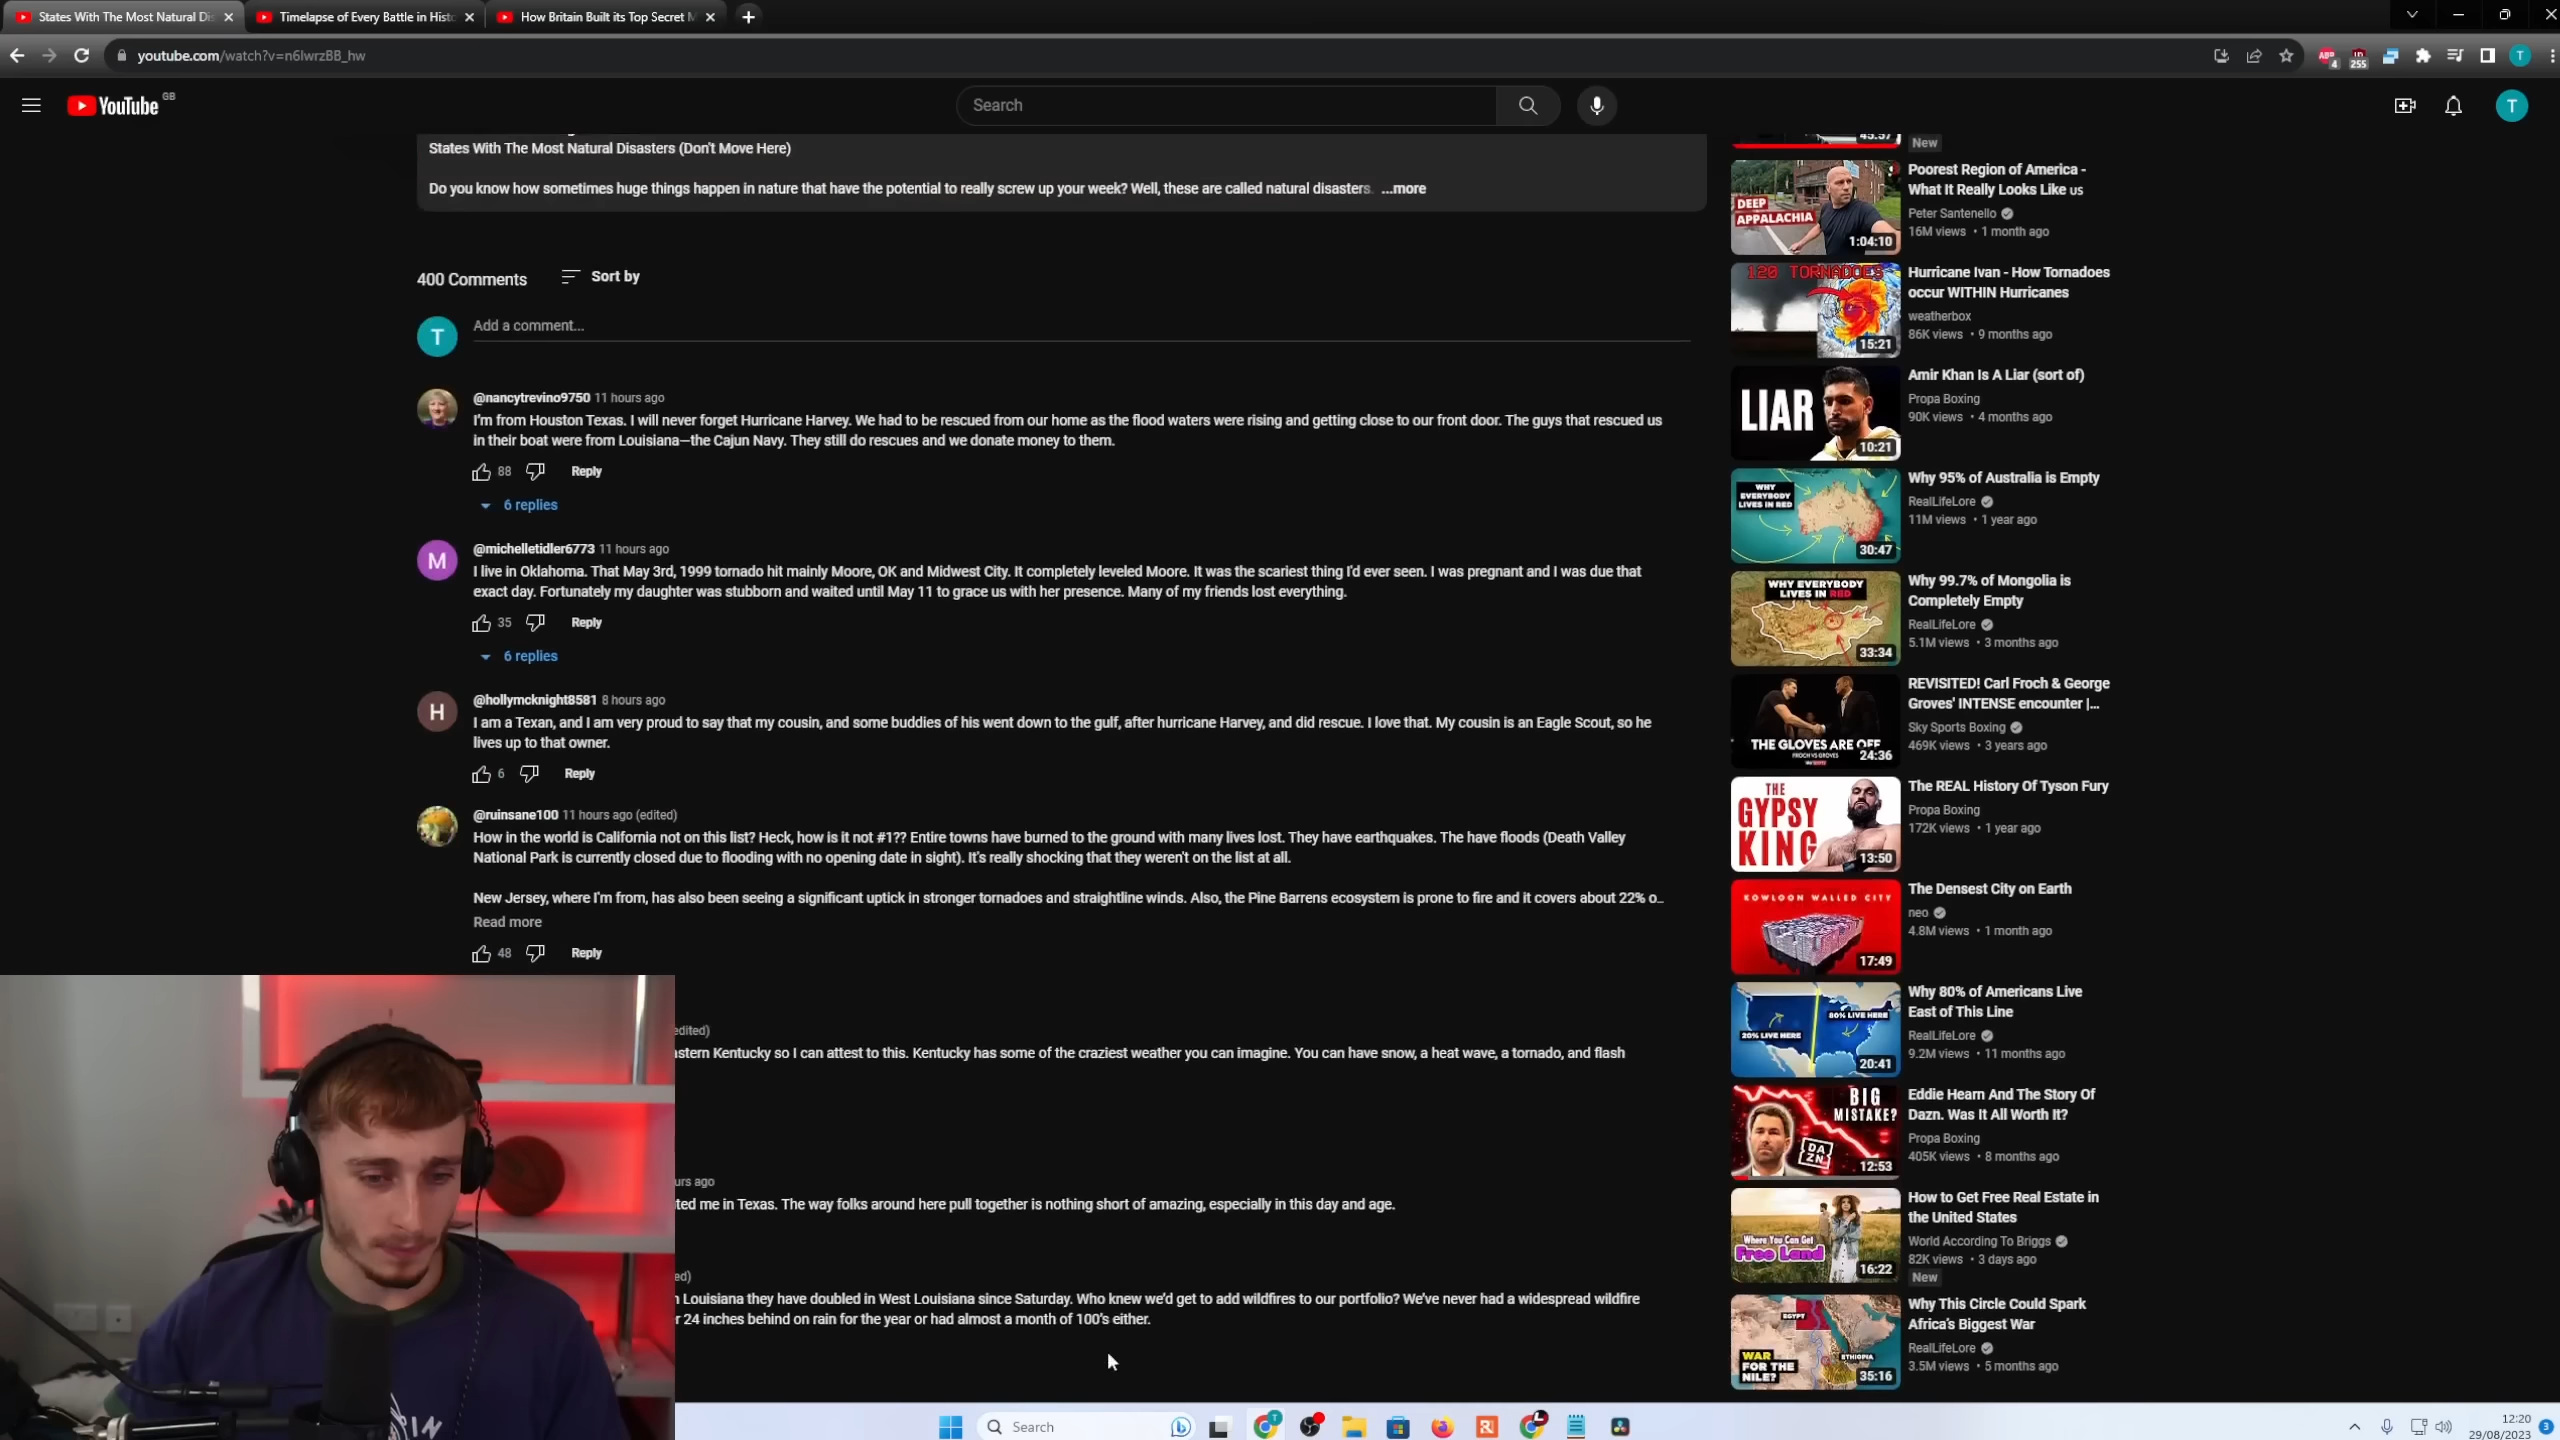 States With The Most Natural Dis
Timelapse of Every Battle in Histo
How Britain Built its Top Secret M
youtube.com/watch?v=n6lwrzBB_hw
ABP
4
255
T
YouTube GB
Search
T
States With The Most Natural Disasters (Don't Move Here)
Do you know how sometimes huge things happen in nature that have the potential to really screw up your week? Well, these are called natural disasters. ...more
400 Comments
Sort by
T
Add a comment...
@nancytrevino9750 11 hours ago
I'm from Houston Texas. I will never forget Hurricane Harvey. We had to be rescued from our home as the flood waters were rising and getting close to our front door. The guys that rescued us
in their boat were from Louisiana—the Cajun Navy. They still do rescues and we donate money to them.
88
Reply
6 replies
M
@michelletidler6773 11 hours ago
I live in Oklahoma. That May 3rd, 1999 tornado hit mainly Moore, OK and Midwest City. It completely leveled Moore. It was the scariest thing I'd ever seen. I was pregnant and I was due that
exact day. Fortunately my daughter was stubborn and waited until May 11 to grace us with her presence. Many of my friends lost everything.
35
Reply
6 replies
H
@hollymcknight8581 8 hours ago
I am a Texan, and I am very proud to say that my cousin, and some buddies of his went down to the gulf, after hurricane Harvey, and did rescue. I love that. My cousin is an Eagle Scout, so he
lives up to that owner.
6
Reply
@ruinsane100 11 hours ago (edited)
How in the world is California not on this list? Heck, how is it not #1?? Entire towns have burned to the ground with many lives lost. They have earthquakes. The have floods (Death Valley
National Park is currently closed due to flooding with no opening date in sight). It's really shocking that they weren't on the list at all.
New Jersey, where I'm from, has also been seeing a significant uptick in stronger tornadoes and straightline winds. Also, the Pine Barrens ecosystem is prone to fire and it covers about 22% o...
Read more
48
Reply
edited)
astern Kentucky so I can attest to this. Kentucky has some of the craziest weather you can imagine. You can have snow, a heat wave, a tornado, and flash
urs ago
ted me in Texas. The way folks around here pull together is nothing short of amazing, especially in this day and age.
ed)
n Louisiana they have doubled in West Louisiana since Saturday. Who knew we'd get to add wildfires to our portfolio? We've never had a widespread wildfire
r 24 inches behind on rain for the year or had almost a month of 100's either.
45:57
New
DEEP
APPALACHIA
1:04:10
Poorest Region of America -
What It Really Looks Like us
Peter Santenello
16M views • 1 month ago
120 TORNADOES
15:21
Hurricane Ivan - How Tornadoes
occur WITHIN Hurricanes
weatherbox
86K views • 9 months ago
LIAR
10:21
Amir Khan Is A Liar (sort of)
Propa Boxing
90K views • 4 months ago
WHY
EVERYBODY
LIVES IN RED
30:47
Why 95% of Australia is Empty
RealLifeLore
11M views • 1 year ago
WHY EVERYBODY
LIVES IN RED
33:34
Why 99.7% of Mongolia is
Completely Empty
RealLifeLore
5.1M views • 3 months ago
THE GLOVES ARE OFF
FROCH VS GROVES
24:36
REVISITED! Carl Froch & George
Groves' INTENSE encounter |...
Sky Sports Boxing
469K views • 3 years ago
THE
GYPSY
KING
13:50
The REAL History Of Tyson Fury
Propa Boxing
172K views • 1 year ago
KOWLOON WALLED CITY
17:49
The Densest City on Earth
neo
4.8M views • 1 month ago
20% LIVE HERE
80% LIVE HERE
20:41
Why 80% of Americans Live
East of This Line
RealLifeLore
9.2M views • 11 months ago
BIG
MISTAKE?
DAZN
12:53
Eddie Hearn And The Story Of
Dazn. Was It All Worth It?
Propa Boxing
405K views • 8 months ago
Where You Can Get
Free Land
16:22
How to Get Free Real Estate in
the United States
World According To Briggs
82K views • 3 days ago
New
EGYPT
ETHIOPIA
WAR
FOR THE
NILE?
35:16
Why This Circle Could Spark
Africa's Biggest War
RealLifeLore
3.5M views • 5 months ago
Search
12:20
29/08/2023
3